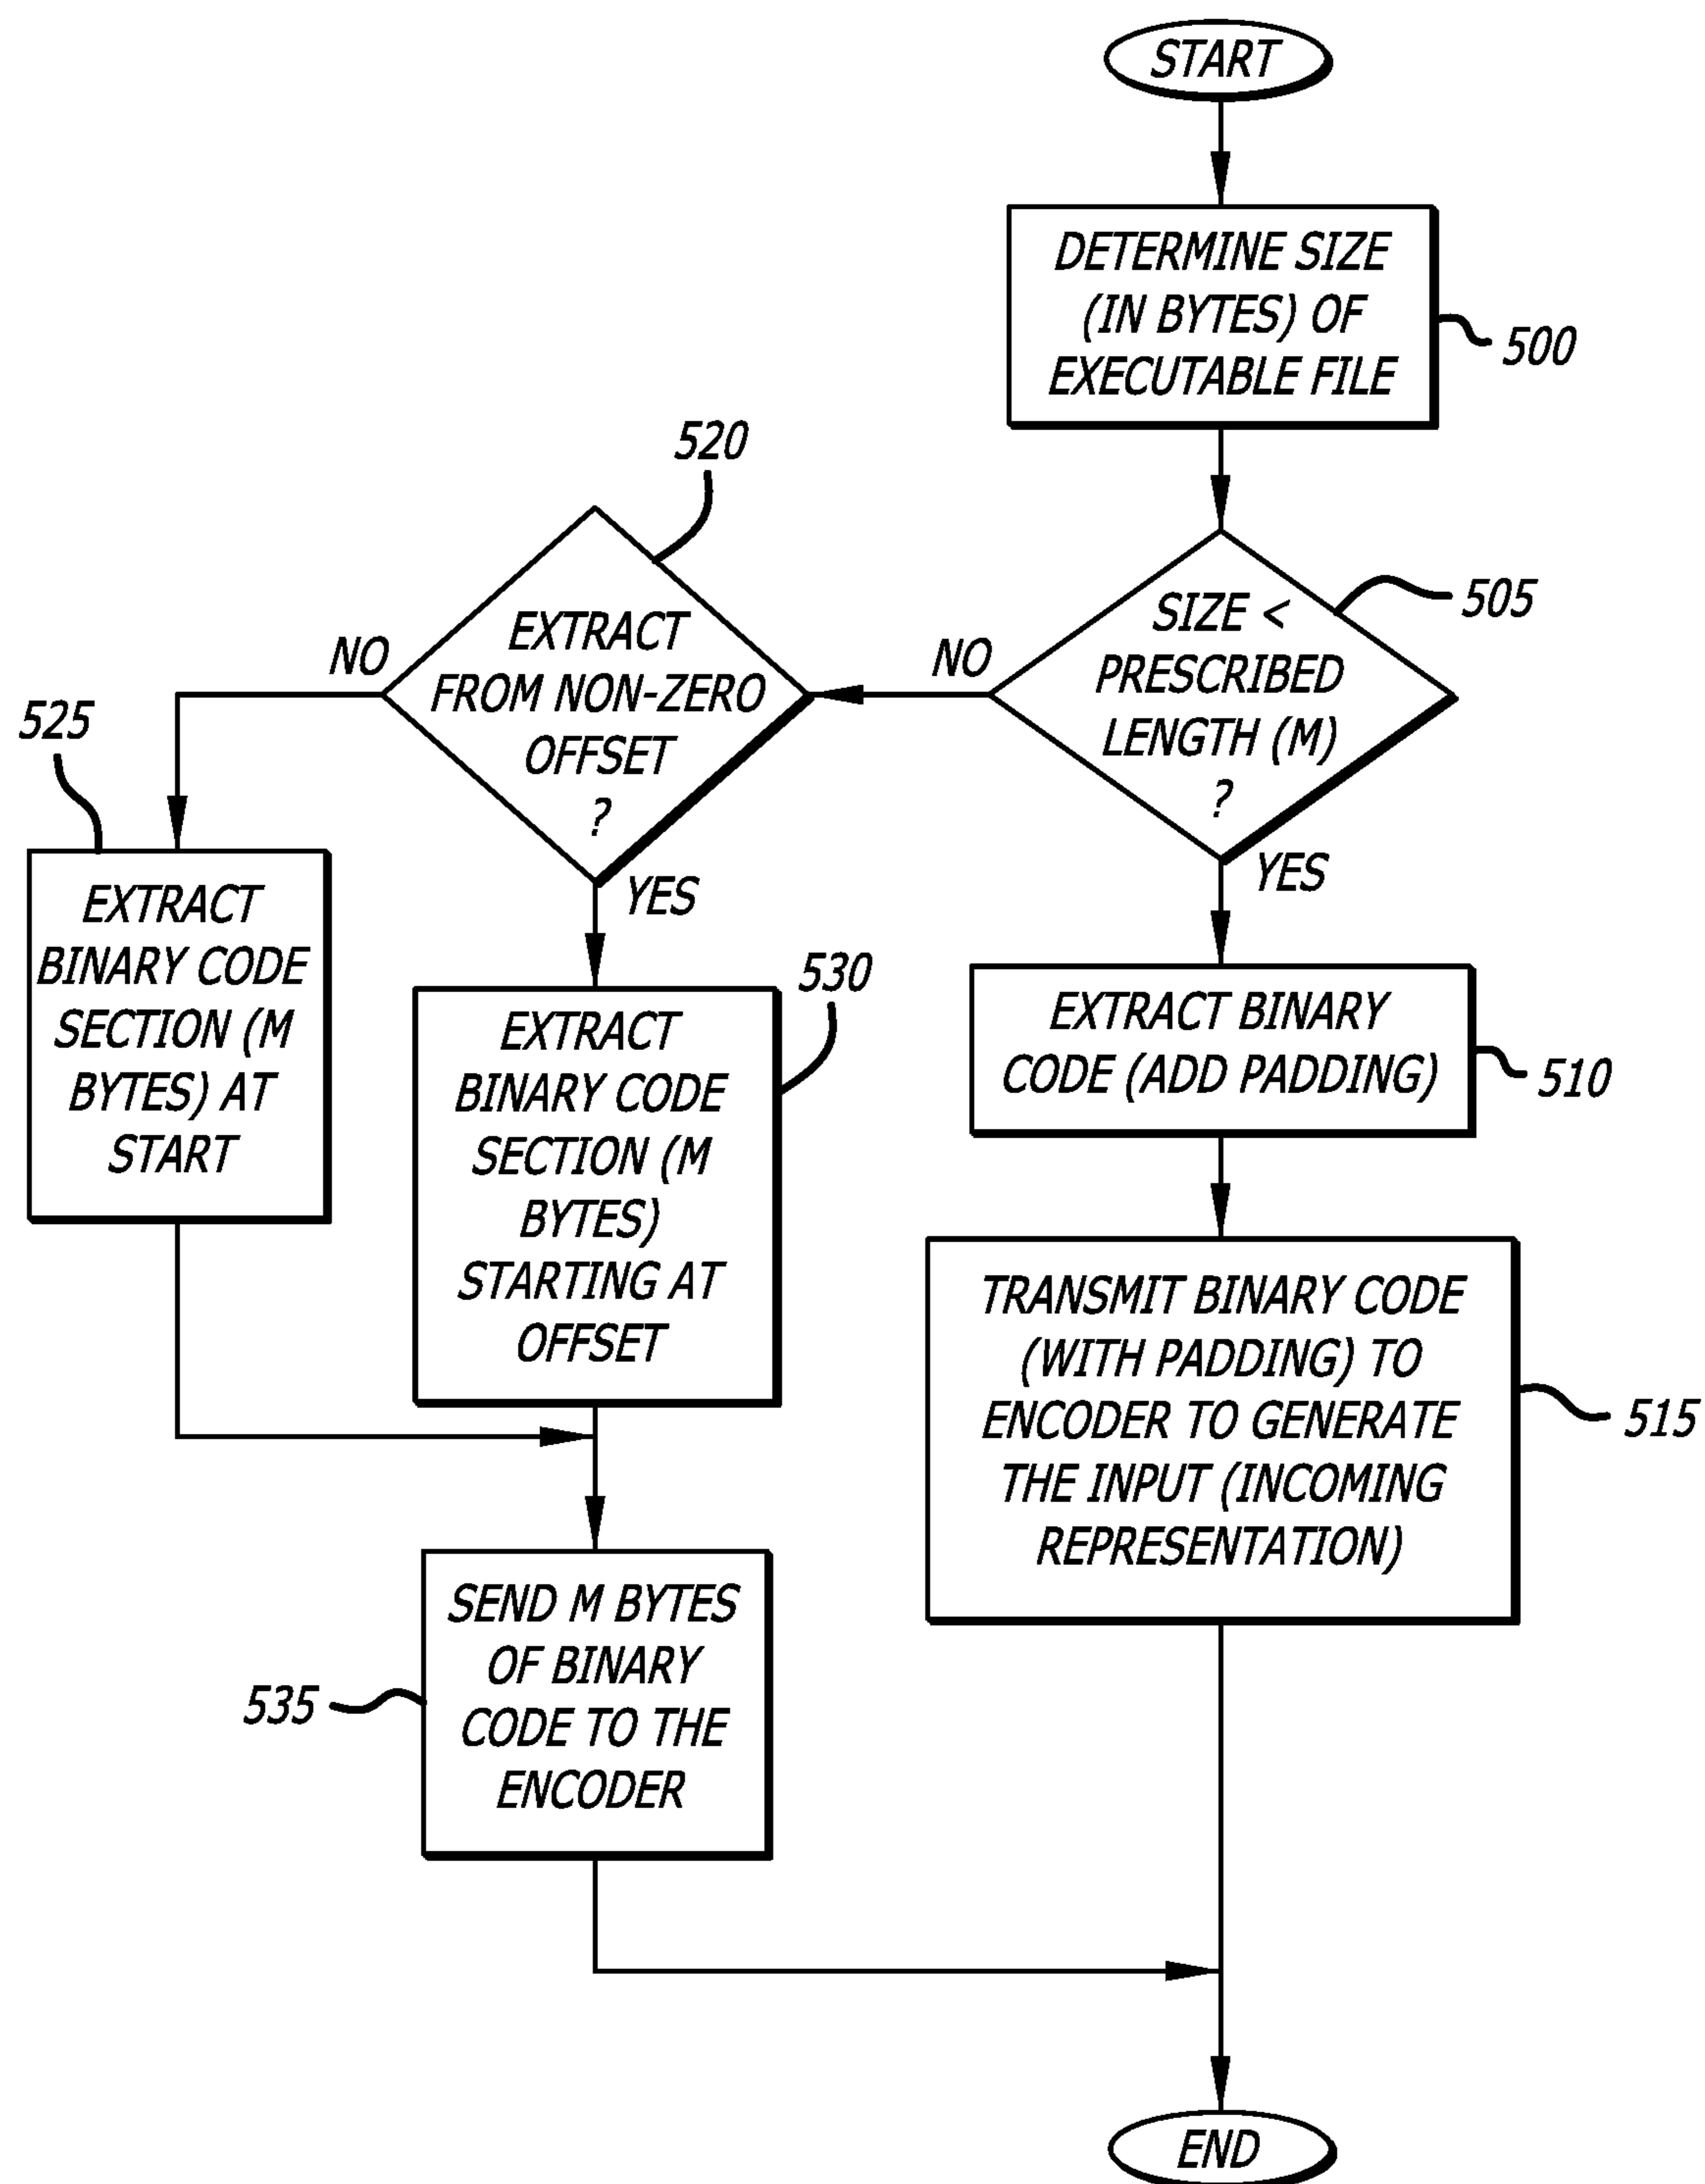 START
DETERMINE SIZE
(IN BYTES) OF
EXECUTABLE FILE
500
SIZE <
PRESCRIBED
LENGTH (M)
?
505
NO
YES
520
EXTRACT
FROM NON-ZERO
OFFSET
?
NO
YES
525
EXTRACT
BINARY CODE
SECTION (M
BYTES) AT
START
530
EXTRACT
BINARY CODE
SECTION (M
BYTES)
STARTING AT
OFFSET
EXTRACT BINARY
CODE (ADD PADDING)
510
TRANSMIT BINARY CODE
(WITH PADDING) TO
ENCODER TO GENERATE
THE INPUT (INCOMING
REPRESENTATION)
515
SEND M BYTES
OF BINARY
CODE TO THE
ENCODER
535
END